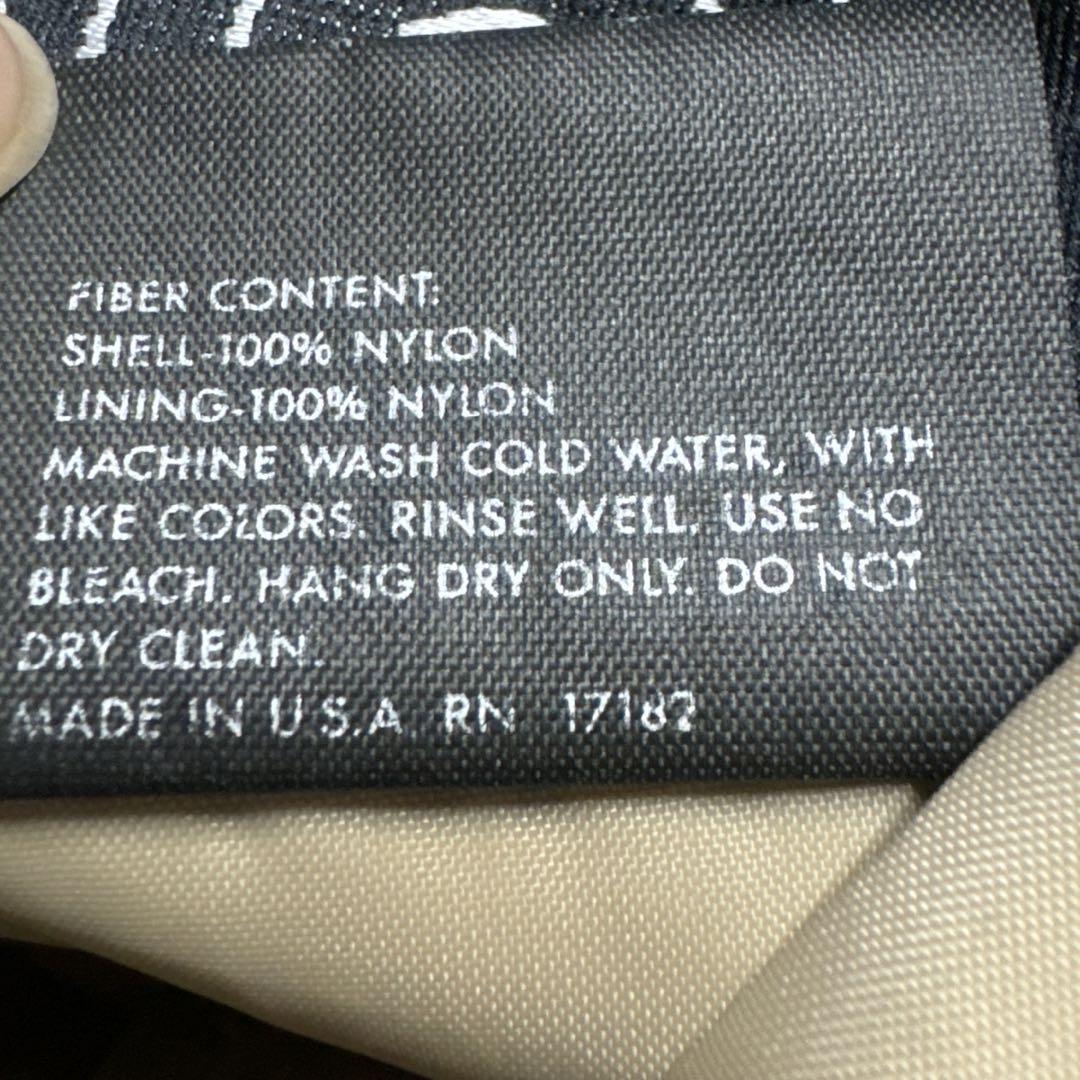 FIBER CONTENT:
SHELL-100% NYLON
LINING-100% NYLON
MACHINE WASH COLD WATER, WITH
LIKE COLORS. RINSE WELL. USE NO
BLEACH. HANG DRY ONLY. DO NOT
DRY CLEAN.
MADE IN U.S.A. RN 17182